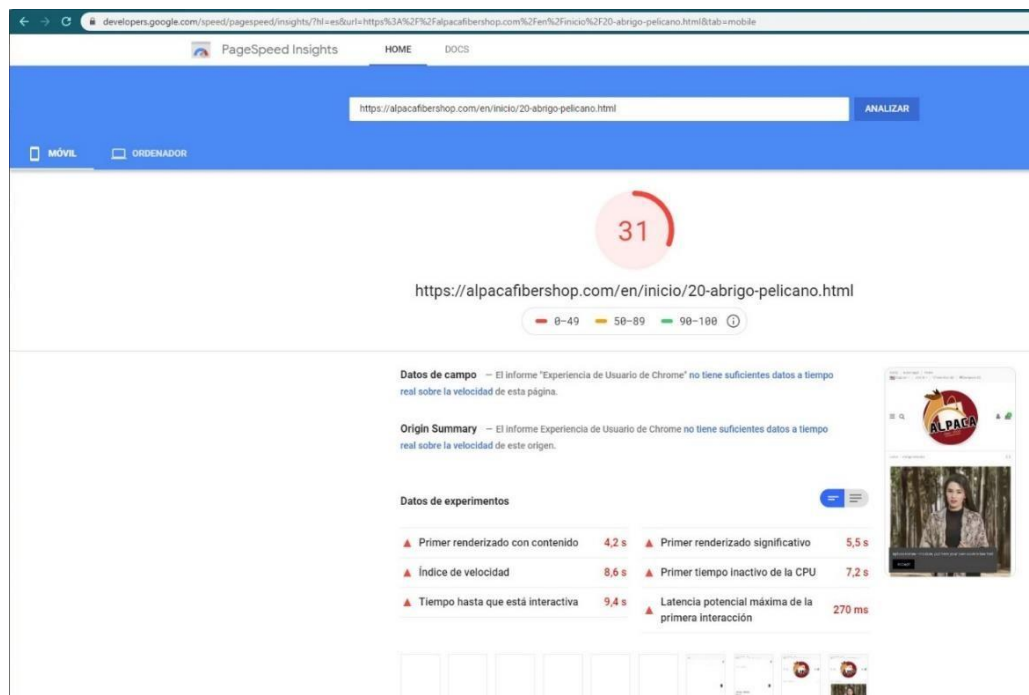 developers.google.com/speed/pagespeed/insights/?hl=es&url=https%3A%2F%2Falpacafibershop.com%2Fen%2Finicio%2F20-abrigo-pelicano.html&tab=mobile
PageSpeed Insights HOME DOCS
https://alpacafibershop.com/en/inicio/20-abrigo-pelicano.html ANALIZAR
MÓVIL ORDENADOR
31
https://alpacafibershop.com/en/inicio/20-abrigo-pelicano.html
0–49 50–89 90–100
Datos de campo — El informe "Experiencia de Usuario de Chrome" no tiene suficientes datos a tiempo
real sobre la velocidad de esta página.
Origin Summary — El informe Experiencia de Usuario de Chrome no tiene suficientes datos a tiempo
real sobre la velocidad de este origen.
ALPACA
Datos de experimentos
Primer renderizado con contenido 4,2 s
Primer renderizado significativo 5,5 s
Índice de velocidad 8,6 s
Primer tiempo inactivo de la CPU 7,2 s
Tiempo hasta que está interactiva 9,4 s
Latencia potencial máxima de la
primera interacción 270 ms